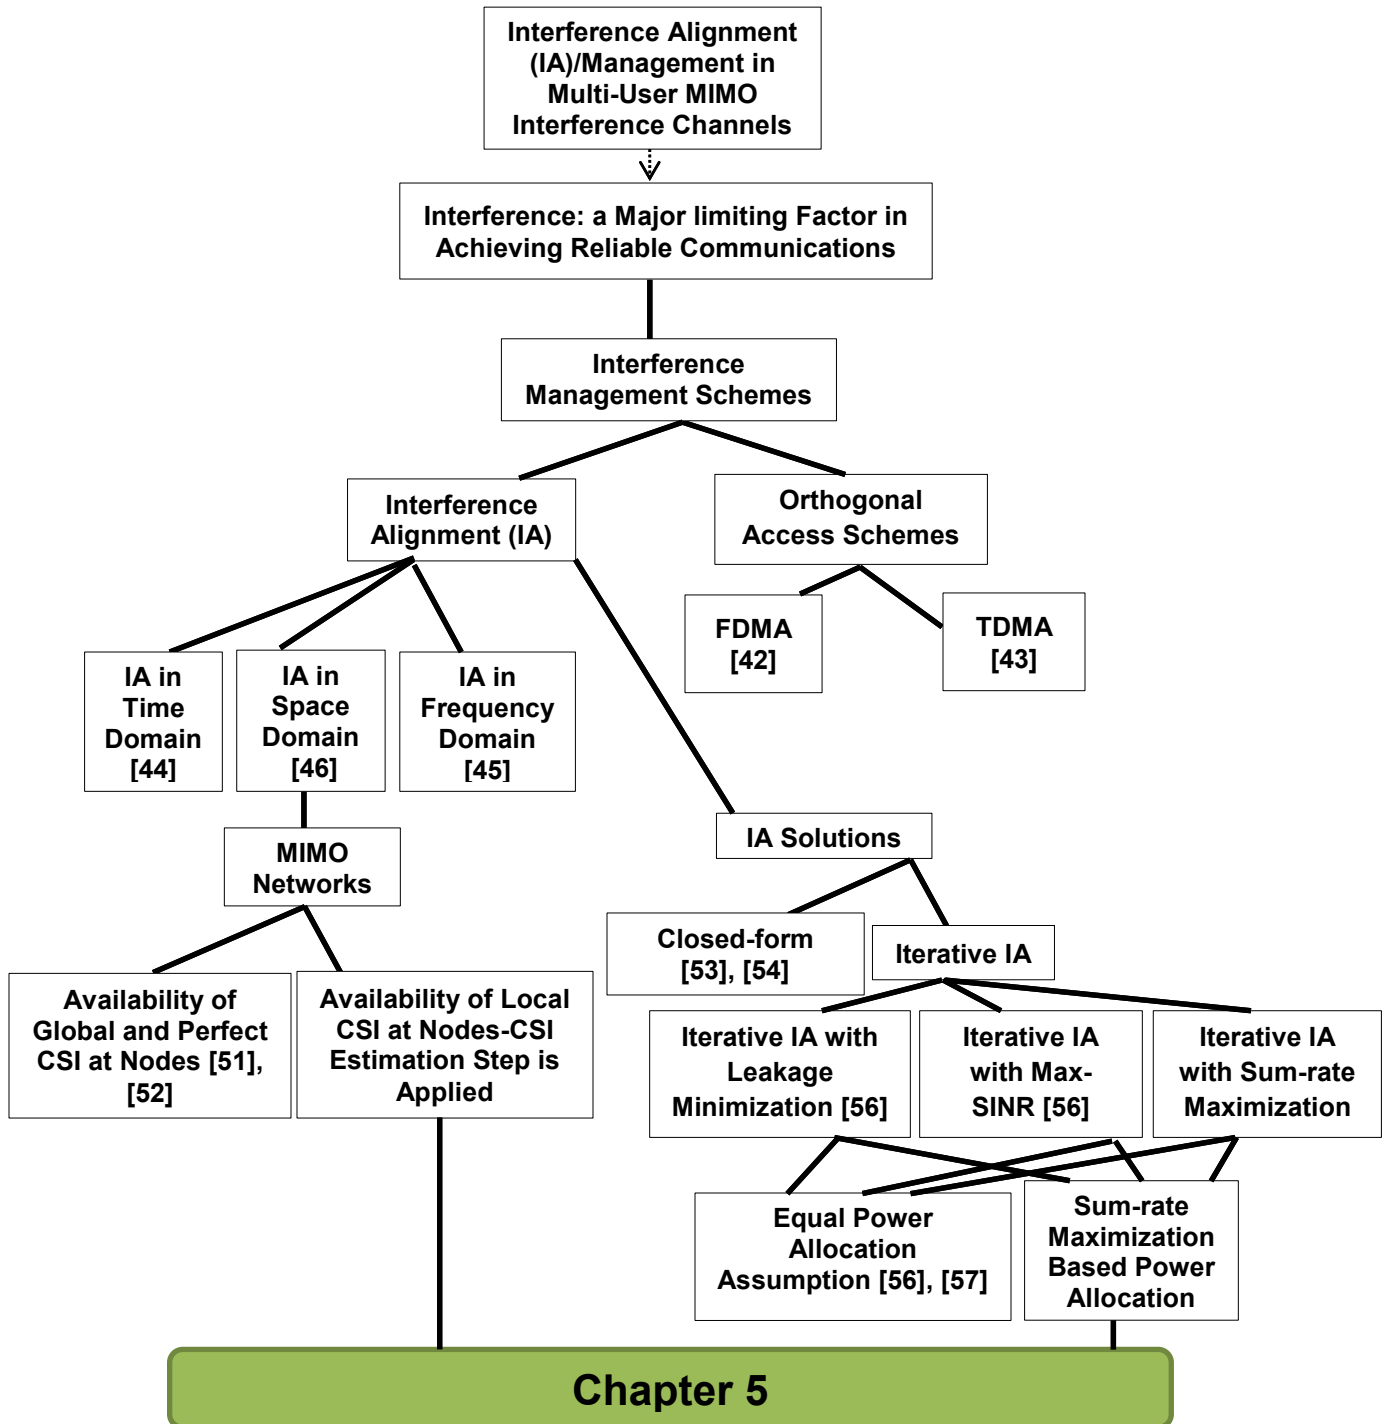 Interference Alignment
(IA)/Management in
Multi-User MIMO
Interference Channels
Interference: a Major limiting Factor in
Achieving Reliable Communications
Interference
Management Schemes
Interference
Alignment (IA)
Orthogonal
Access Schemes
FDMA
[42]
TDMA
[43]
IA in
Time
Domain
[44]
IA in
Space
Domain
[46]
IA in
Frequency
Domain
[45]
MIMO
Networks
IA Solutions
Closed-form
[53], [54]
Iterative IA
Availability of
Global and Perfect
CSI at Nodes [51],
[52]
Availability of Local
CSI at Nodes-CSI
Estimation Step is
Applied
Iterative IA with
Leakage
Minimization [56]
Iterative IA
with Max-
SINR [56]
Iterative IA
with Sum-rate
Maximization
Equal Power
Allocation
Assumption [56], [57]
Sum-rate
Maximization
Based Power
Allocation
Chapter 5